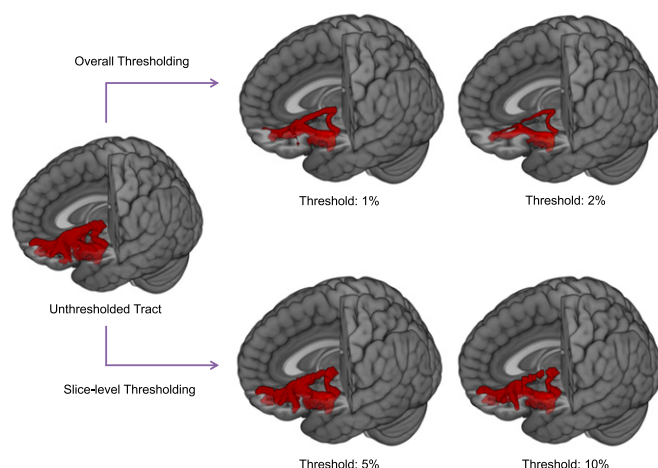 Overall Thresholding
Threshold: 1%
Threshold: 2%
Unthresholded Tract
Slice-level Thresholding
Threshold: 5%
Threshold: 10%